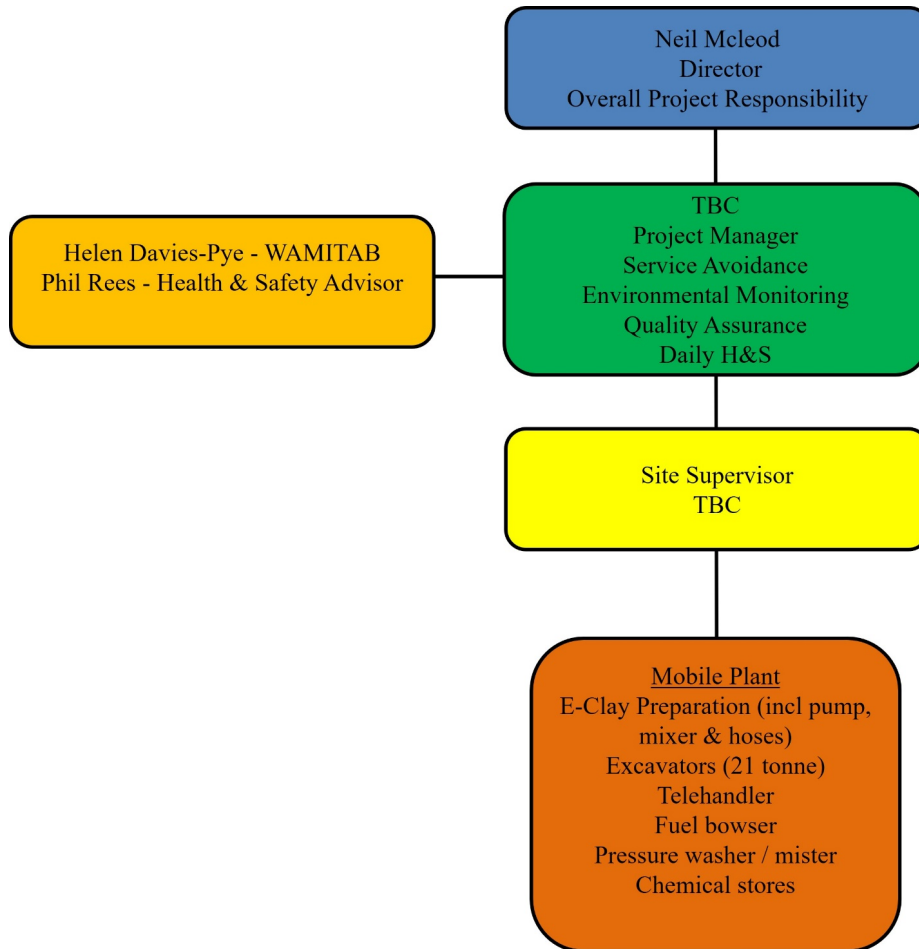 Neil Mcleod
Director
Overall Project Responsibility
TBC
Project Manager
Service Avoidance
Environmental Monitoring
Quality Assurance
Daily H&S
Helen Davies-Pye - WAMITAB
Phil Rees - Health & Safety Advisor
Site Supervisor
TBC
Mobile Plant
E-Clay Preparation (incl pump,
mixer & hoses)
Excavators (21 tonne)
Telehandler
Fuel bowser
Pressure washer / mister
Chemical stores